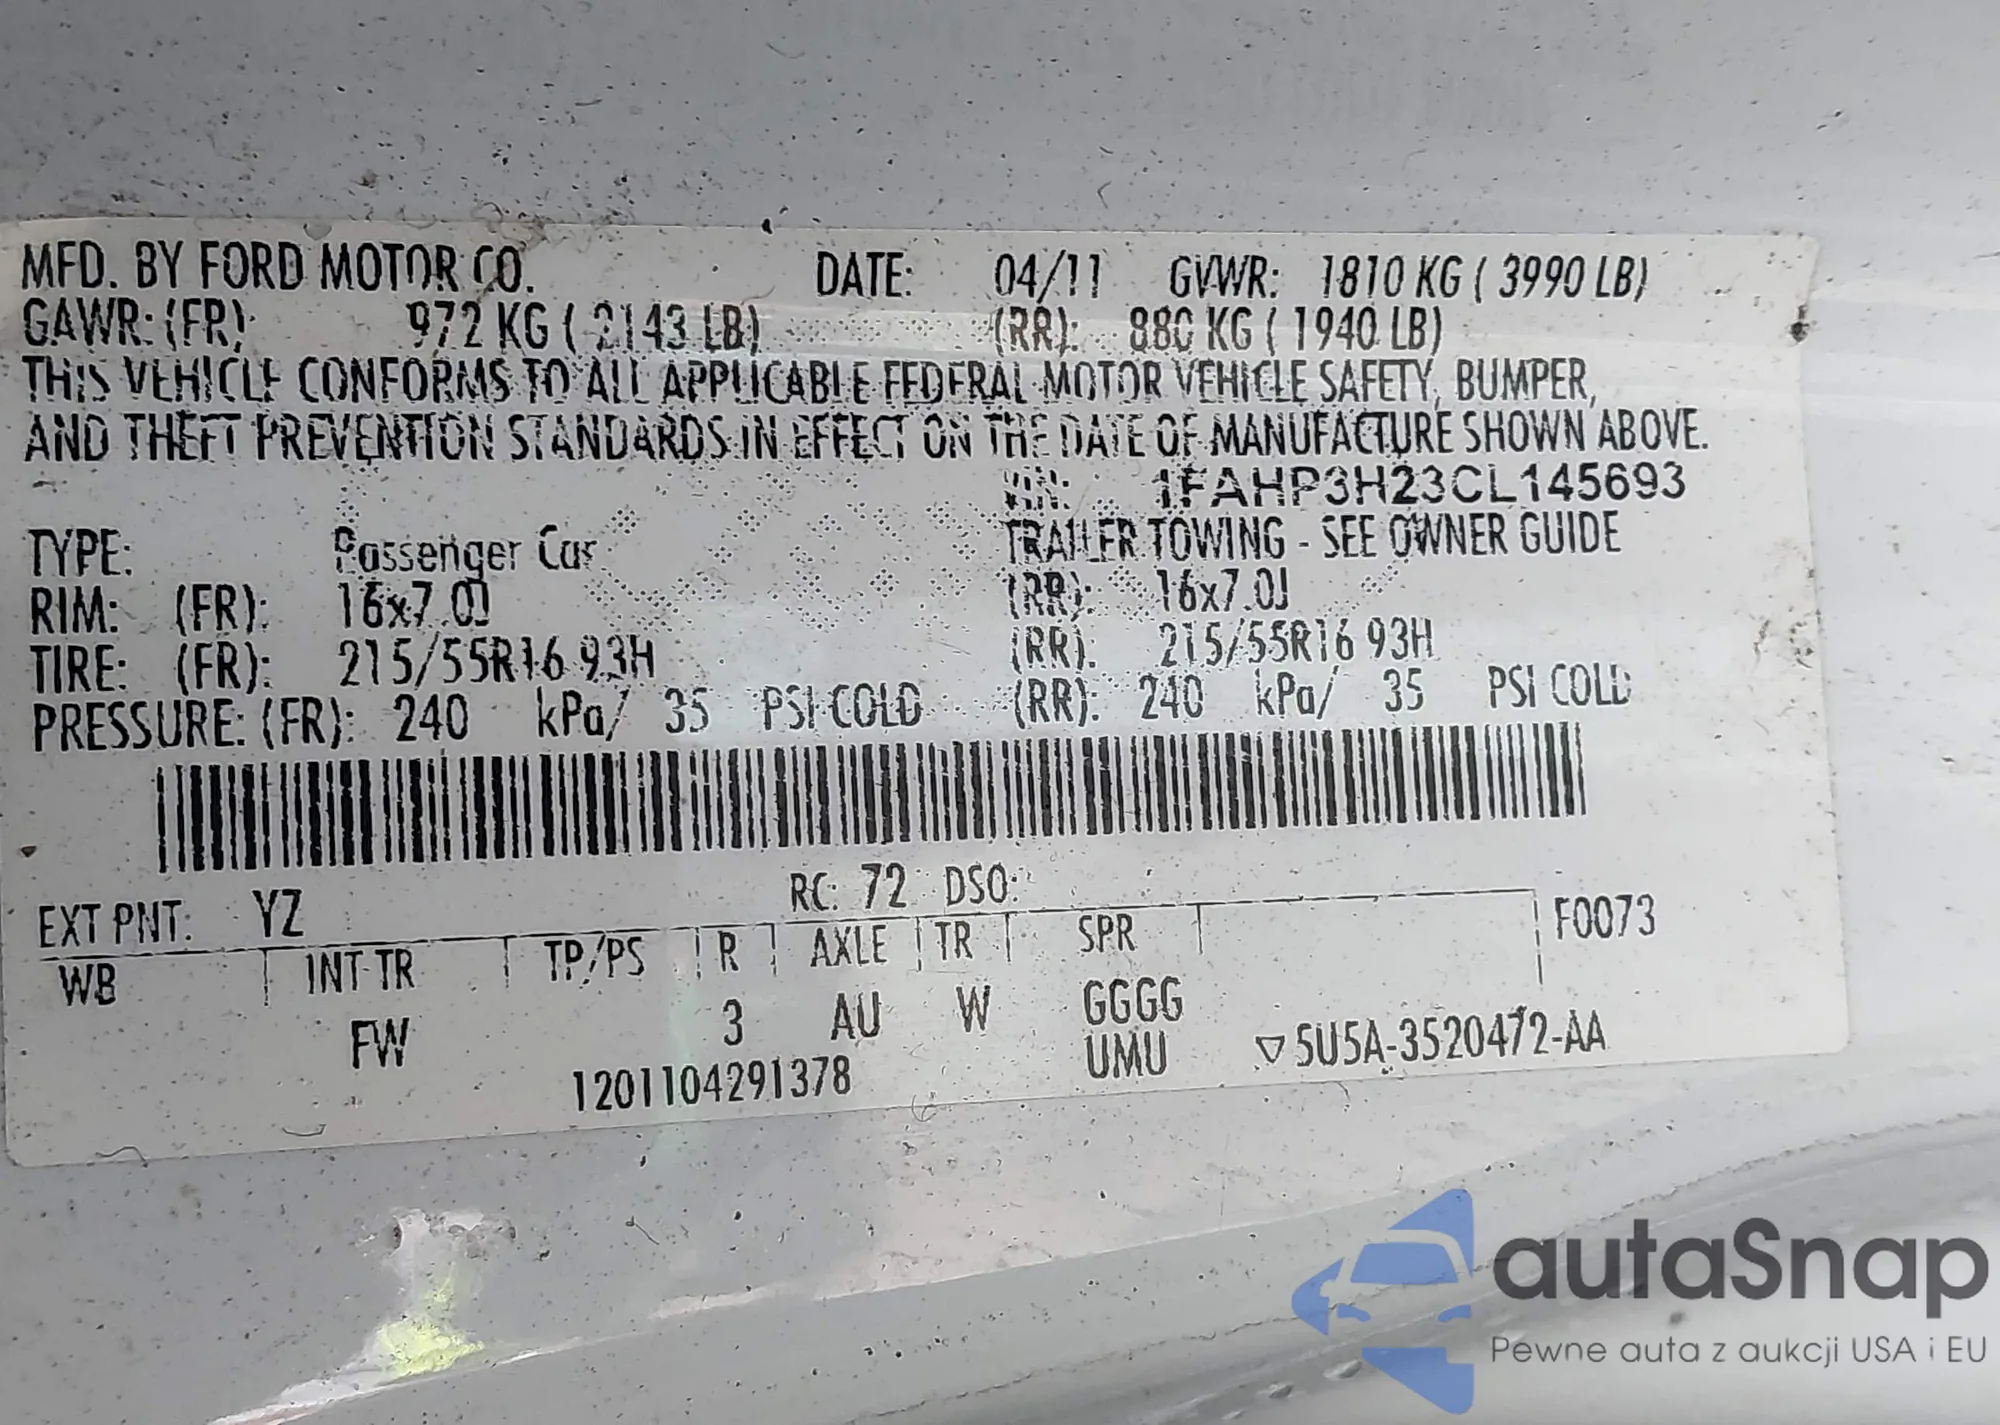 MFD. BY FORD MOTOR CO. DATE: 04/11 GVWR: 1810 KG ( 3990 LB)
GAWR: (FR): 972 KG ( 2143 LB) (RR): 880 KG ( 1940 LB)
THIS VEHICLE CONFORMS TO ALL APPLICABLE FEDERAL MOTOR VEHICLE SAFETY, BUMPER,
AND THEFT PREVENTION STANDARDS IN EFFECT ON THE DATE OF MANUFACTURE SHOWN ABOVE.
VIN: 1FAHP3H23CL145693
TYPE: Passenger Car TRAILER TOWING - SEE OWNER GUIDE
RIM: (FR): 16x7.0J (RR): 16x7.0J
TIRE: (FR): 215/55R16 93H (RR): 215/55R16 93H
PRESSURE: (FR): 240 kPa/ 35 PSI COLD (RR): 240 kPa/ 35 PSI COLD
EXT PNT: YZ RC: 72 DSO: F0073
WB INT TR TP/PS R AXLE TR SPR
FW 3 AU W GGGG
UMU
1201104291378 ▽5U5A-3520472-AA
autaSnap
Pewne auta z aukcji USA i EU